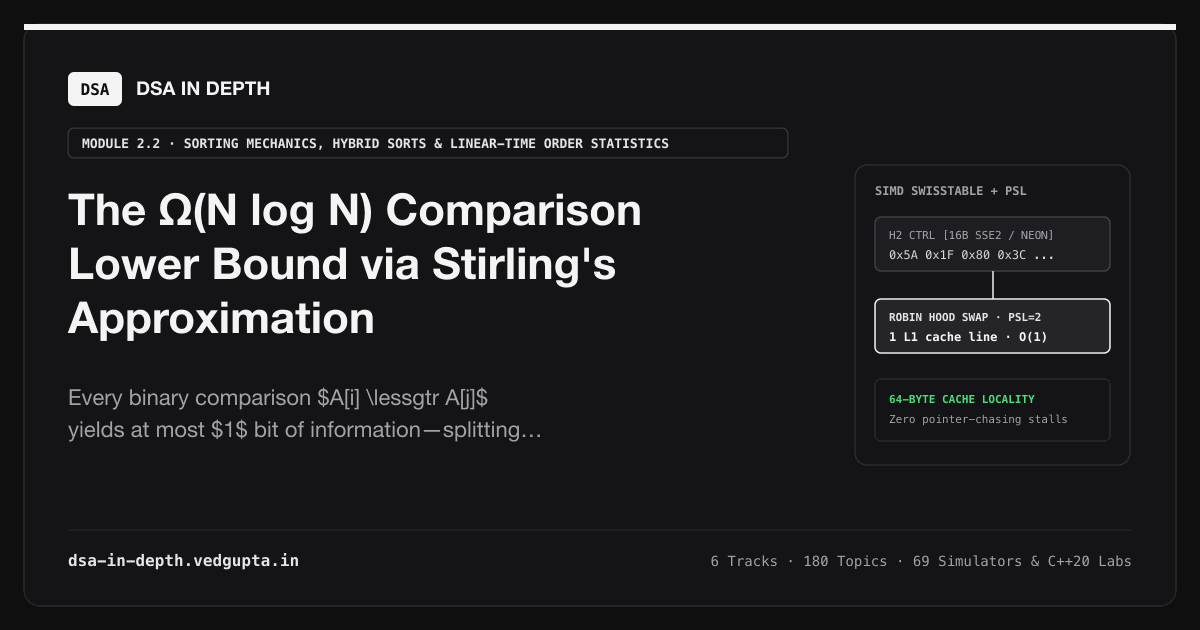 DSA
DSA IN DEPTH
MODULE 2.2 · SORTING MECHANICS, HYBRID SORTS & LINEAR-TIME ORDER STATISTICS
The Ω(N log N) Comparison
Lower Bound via Stirling's
Approximation
Every binary comparison $A[i] \lessgtr A[j]$
yields at most $1$ bit of information—splitting…
SIMD SWISSTABLE + PSL
H2 CTRL [16B SSE2 / NEON]
0x5A 0x1F 0x80 0x3C ...
ROBIN HOOD SWAP · PSL=2
1 L1 cache line · O(1)
64-BYTE CACHE LOCALITY
Zero pointer-chasing stalls
dsa-in-depth.vedgupta.in
6 Tracks · 180 Topics · 69 Simulators & C++20 Labs